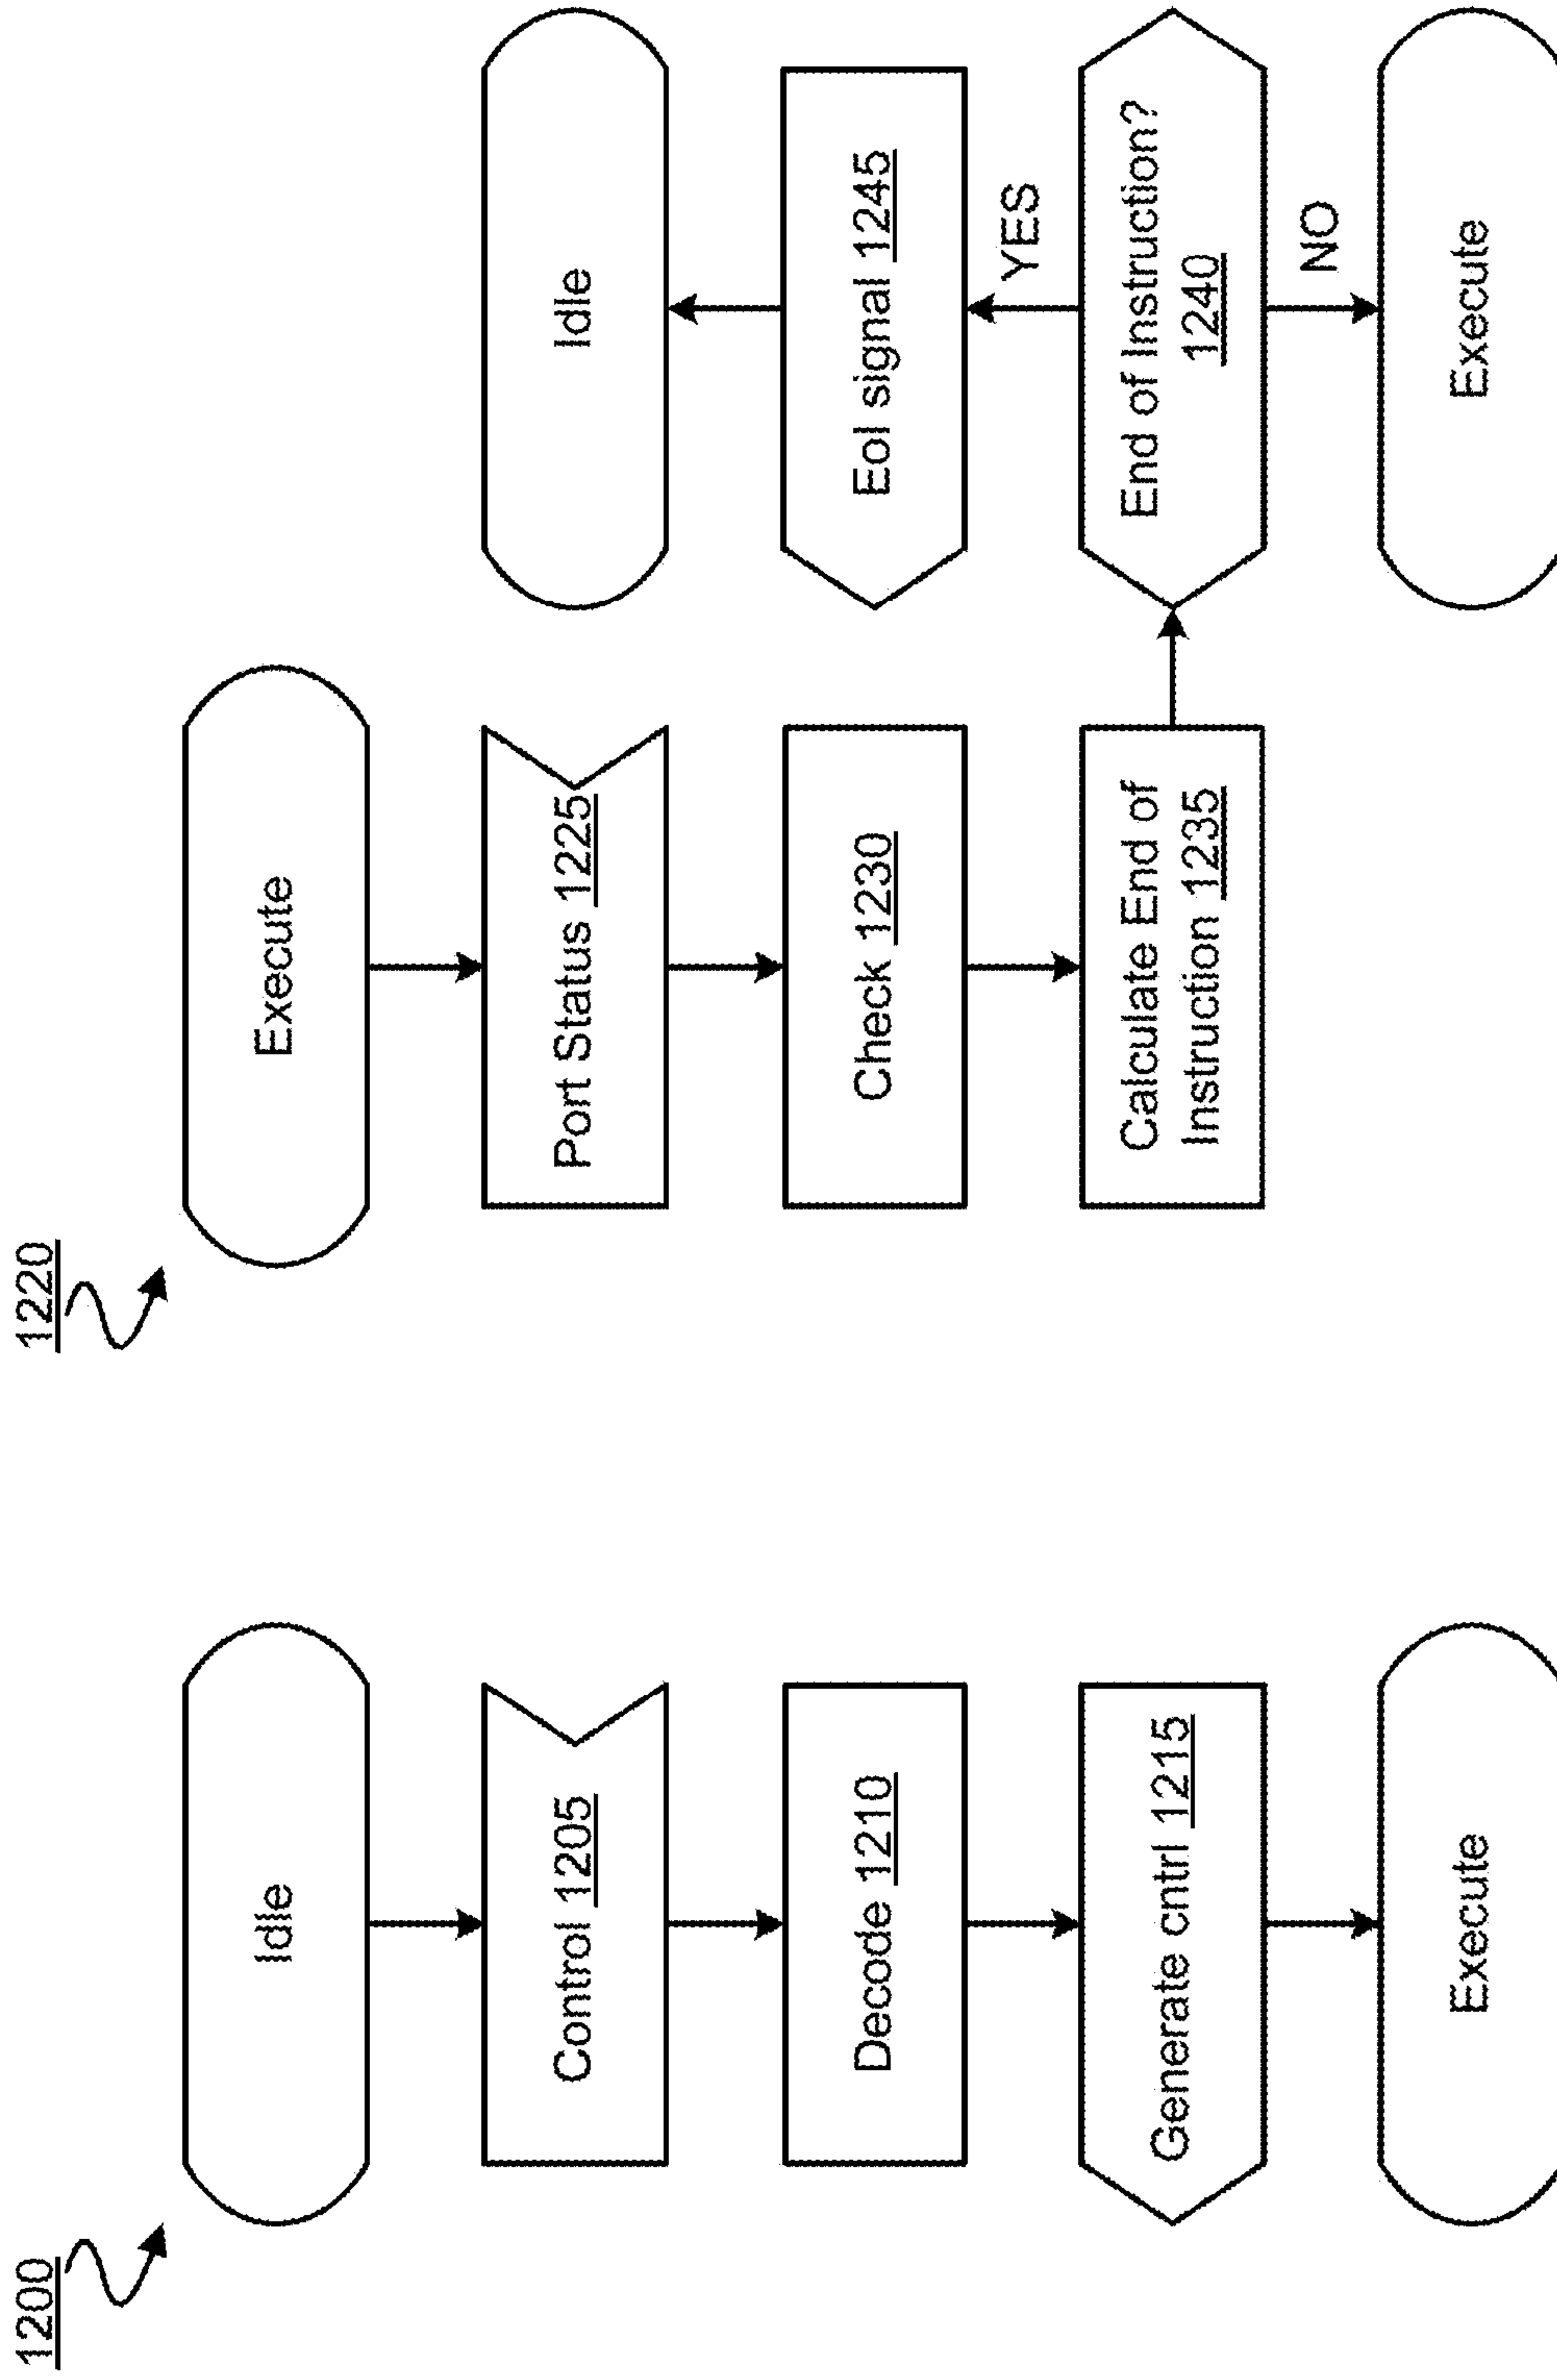 1200
Idle
Control 1205
Decode 1210
Generate cntrl 1215
Execute
1220
Execute
Port Status 1225
Check 1230
Calculate End of
Instruction 1235
Idle
EoI signal 1245
YES
End of Instruction?
1240
NO
Execute